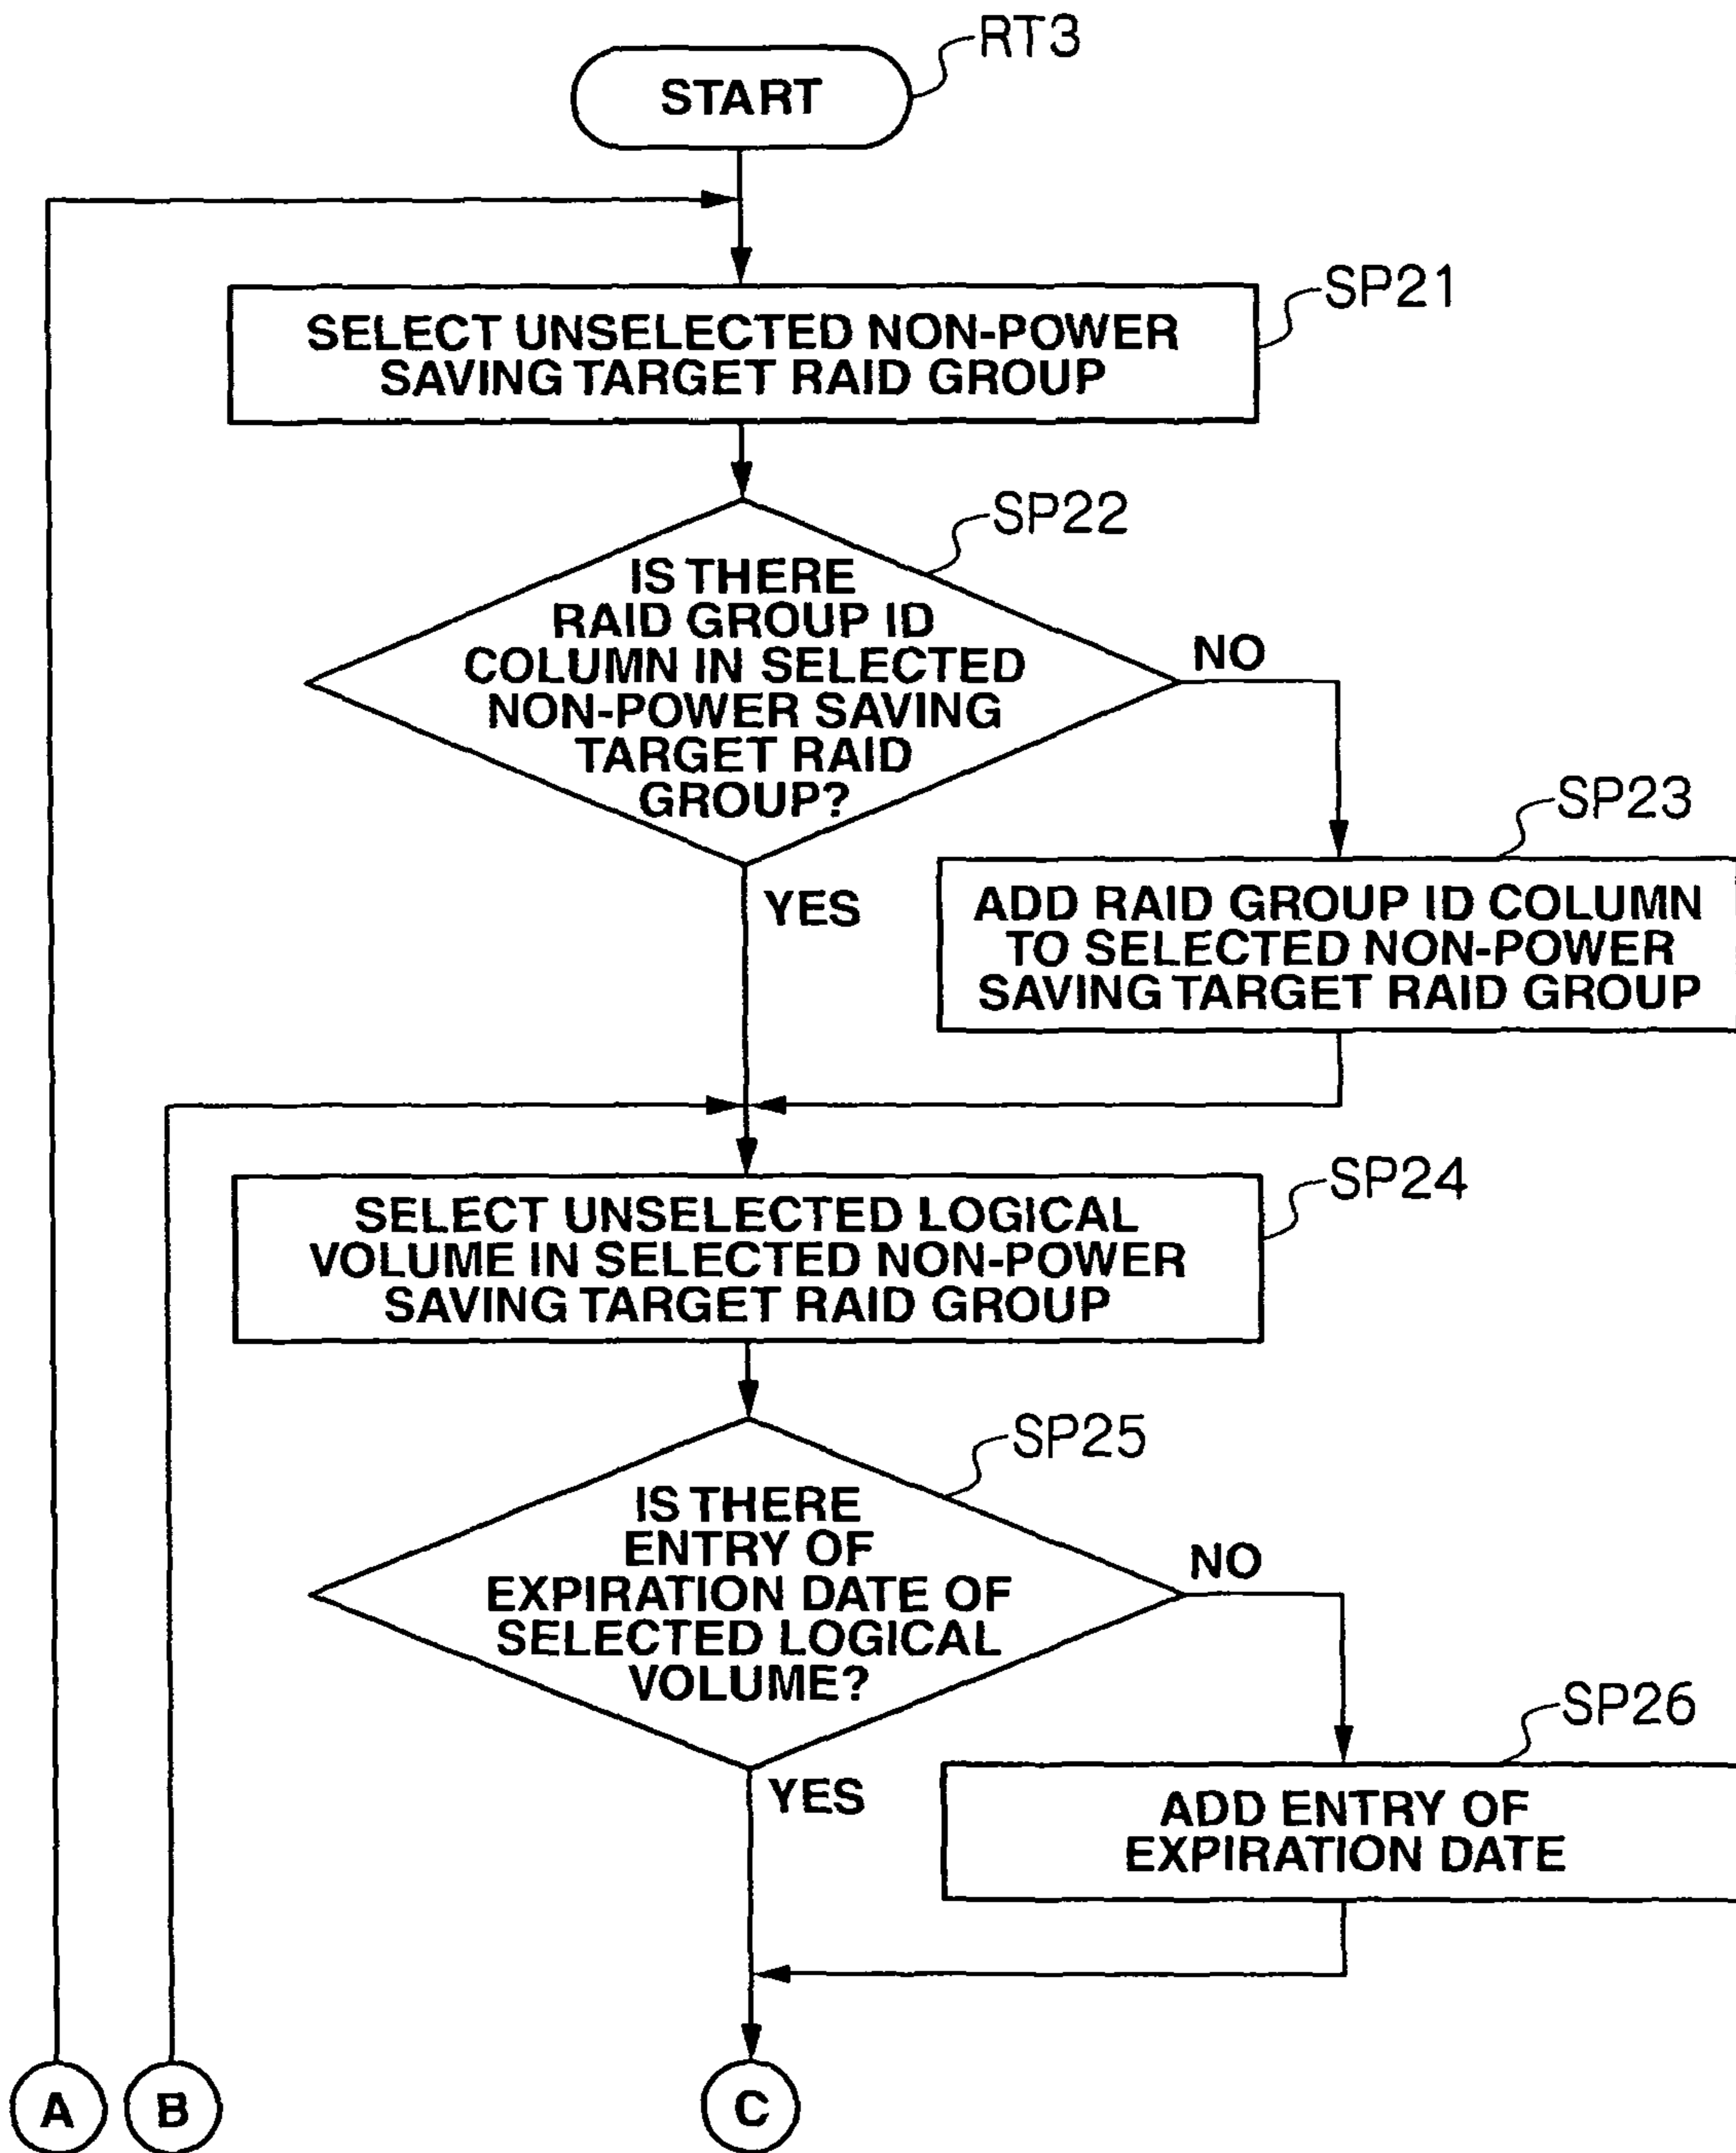 RT3
START
SP21
SELECT UNSELECTED NON-POWER
SAVING TARGET RAID GROUP
SP22
IS THERE
RAID GROUP ID
COLUMN IN SELECTED
NON-POWER SAVING
TARGET RAID
GROUP?
NO
SP23
YES
ADD RAID GROUP ID COLUMN
TO SELECTED NON-POWER
SAVING TARGET RAID GROUP
SP24
SELECT UNSELECTED LOGICAL
VOLUME IN SELECTED NON-POWER
SAVING TARGET RAID GROUP
SP25
IS THERE
ENTRY OF
EXPIRATION DATE OF
SELECTED LOGICAL
VOLUME?
NO
SP26
YES
ADD ENTRY OF
EXPIRATION DATE
A
B
C